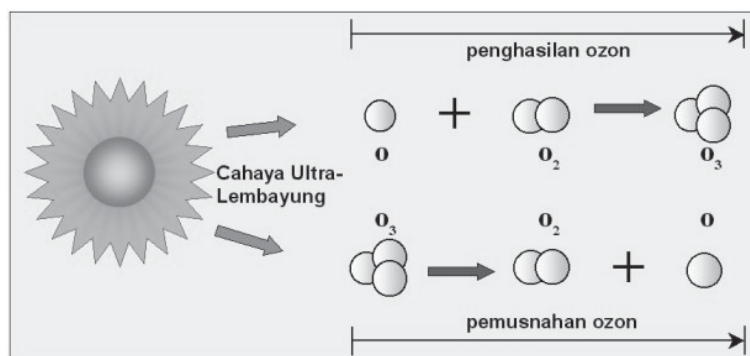 penghasilan ozon
+
O
O₂
O₃
Cahaya Ultra-
Lembayung
O₃
O₂
O
+
pemusnahan ozon